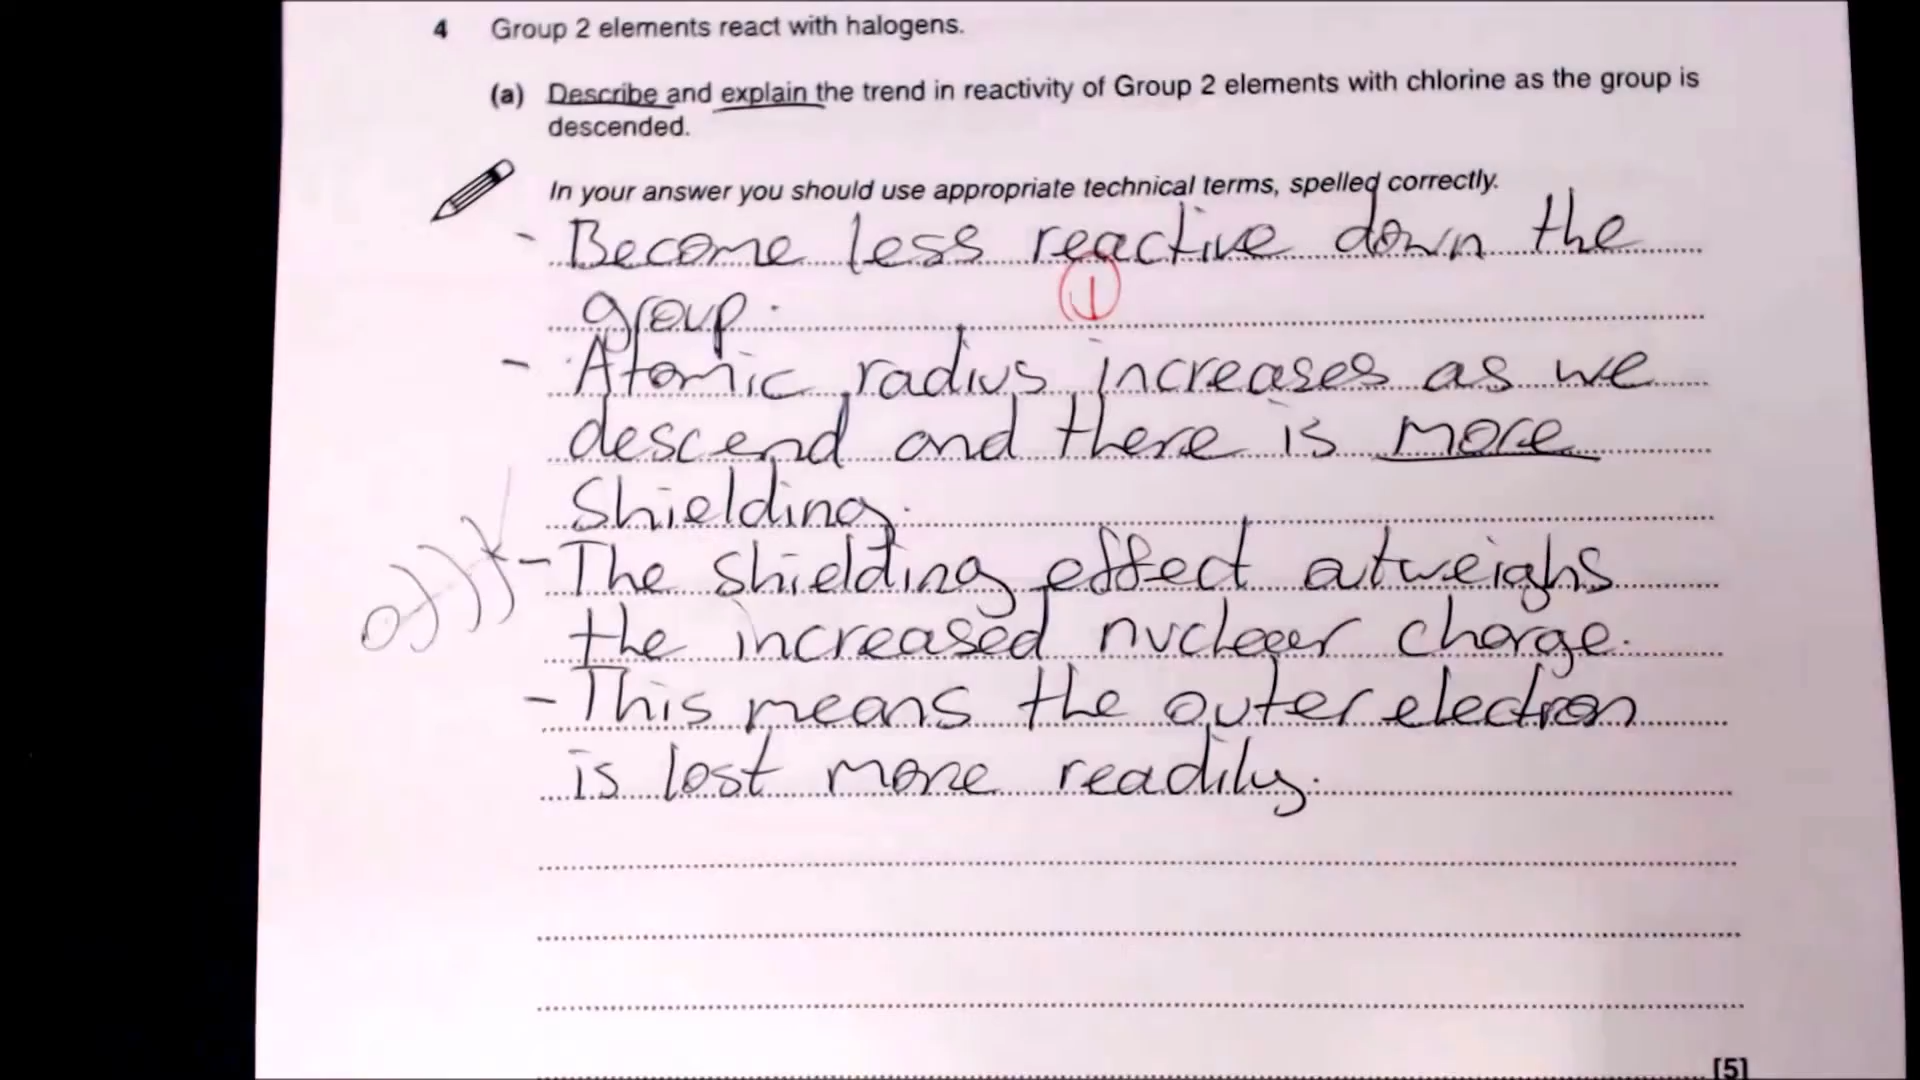 4 Group 2 elements react with halogens.
(a) Describe and explain the trend in reactivity of Group 2 elements with chlorine as the group is
descended.
In your answer you should use appropriate technical terms, spelled correctly.
- Become less reactive down the
1
group.
- Atomic radius increases as we
descend and there is more
Shielding.
- The shielding effect outweighs
the increased nuclear charge.
- This means the outer electron
is lost more readily.
[5]